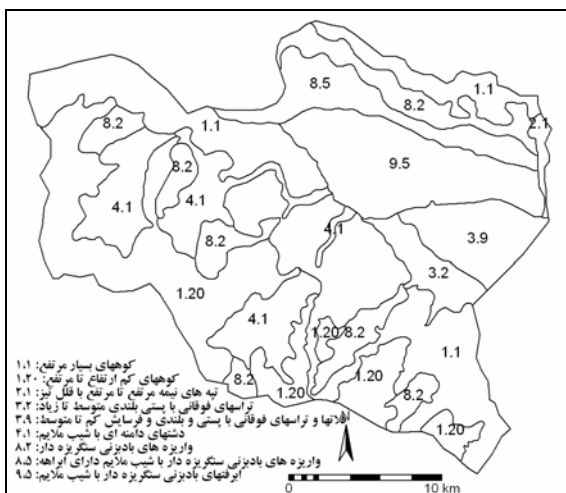 1.1
8.5
8.2
2.1
8.2
1.1
8.2
9.5
4.1
4.1
4.1
3.9
8.2
3.2
1.20
4.1
1.20
8.2
1.1
1.20
8.2
8.2
1.20
1.20
۱.۱: کوههای بسیار مرتفع
۱.۲۰: کوههای کم ارتفاع تا مرتفع
۲.۱: تپه های نیمه مرتفع تا مرتفع با قلل تیز
۳.۲: تراسهای فوقانی با پستی بلندی متوسط تا زیاد
۳.۹: فلاتها و تراسهای فوقانی با پستی و بلندی و فرسایش کم تا متوسط
۴.۱: دشتهای دامنه ای با شیب ملایم
۸.۲: واریزه های بادبزنی سنگریزه دار
۸.۵: واریزه های بادبزنی سنگریزه دار با شیب ملایم دارای ابراهه
۹.۵: آبرفتهای بادبزنی سنگریزه دار با شیب ملایم
0 10 km